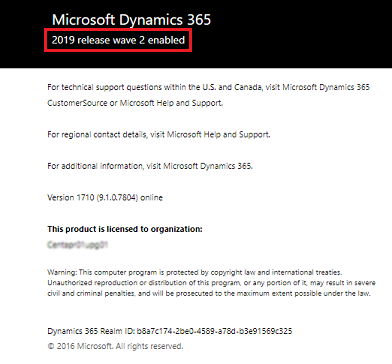 Microsoft Dynamics 365
2019 release wave 2 enabled
For technical support questions within the U.S. and Canada, visit Microsoft Dynamics 365
CustomerSource or Microsoft Help and Support.
For regional contact details, visit Microsoft Help and Support.
For additional information, visit Microsoft Dynamics 365.
Version 1710 (9.1.0.7804) online
This product is licensed to organization:
Warning: This computer program is protected by copyright law and international treaties.
Unauthorized reproduction or distribution of this program, or any portion of it, may result in severe
civil and criminal penalties, and will be prosecuted to the maximum extent possible under the law.
Dynamics 365 Realm ID: b8a7c174-2be0-4589-a78d-b3e91569c325
© 2016 Microsoft. All rights reserved.